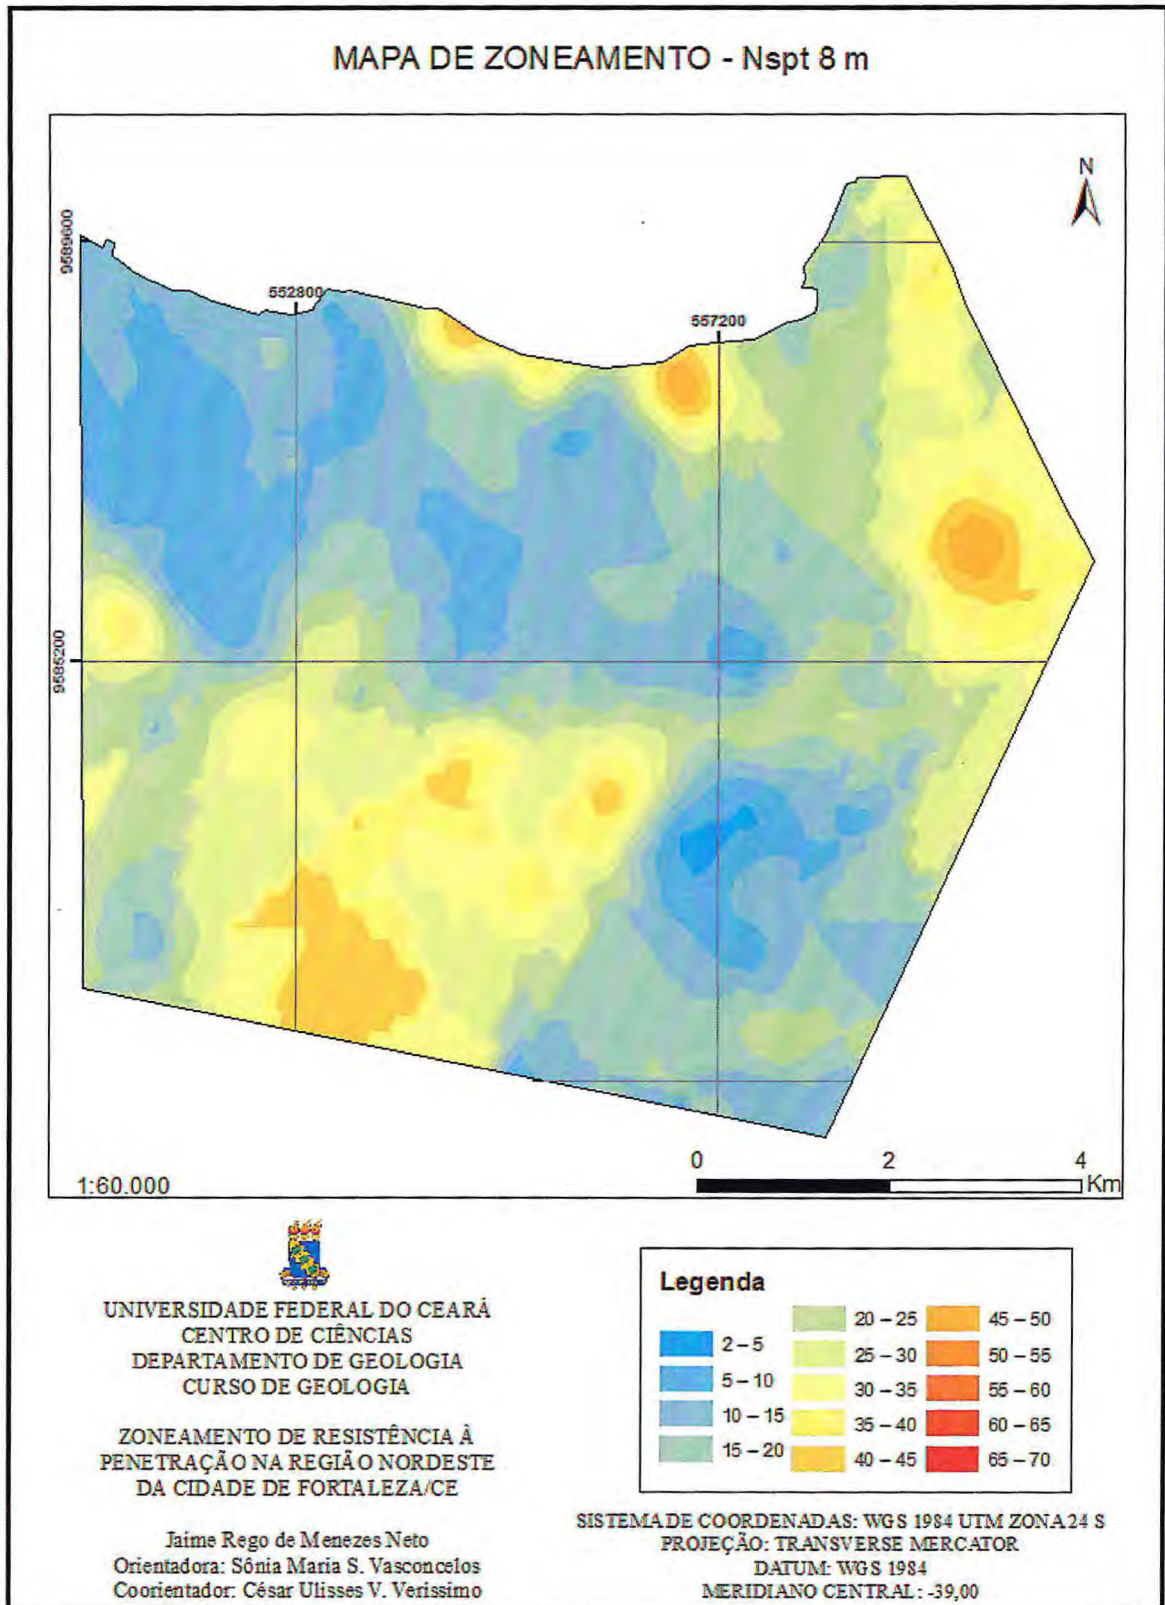 MAPA DE ZONEAMENTO - Nspt 8 m
N
9589600
552800
557200
9585200
0 2 4
Km
1:60.000
UNIVERSIDADE FEDERAL DO CEARÁ
CENTRO DE CIÊNCIAS
DEPARTAMENTO DE GEOLOGIA
CURSO DE GEOLOGIA
ZONEAMENTO DE RESISTÊNCIA À
PENETRAÇÃO NA REGIÃO NORDESTE
DA CIDADE DE FORTALEZA/CE
Jaime Rego de Menezes Neto
Orientadora: Sônia Maria S. Vasconcelos
Coorientador: César Ulisses V. Verissimo
Legenda
2 – 5
5 – 10
10 – 15
15 – 20
20 – 25
25 – 30
30 – 35
35 – 40
40 – 45
45 – 50
50 – 55
55 – 60
60 – 65
65 – 70
SISTEMA DE COORDENADAS: WGS 1984 UTM ZONA 24 S
PROJEÇÃO: TRANSVERSE MERCATOR
DATUM: WGS 1984
MERIDIANO CENTRAL: -39,00